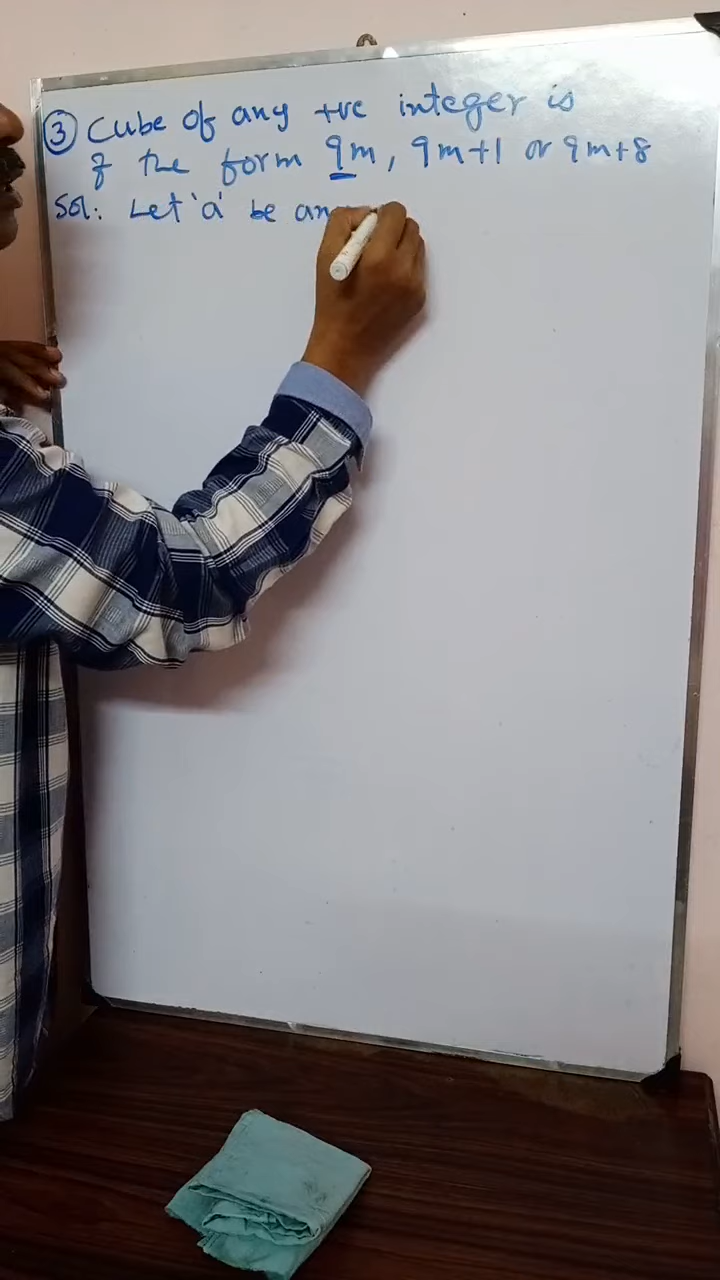 ③ Cube of any +ve integer is
of the form 9m, 9m+1 or 9m+8
Sol: Let 'a' be any